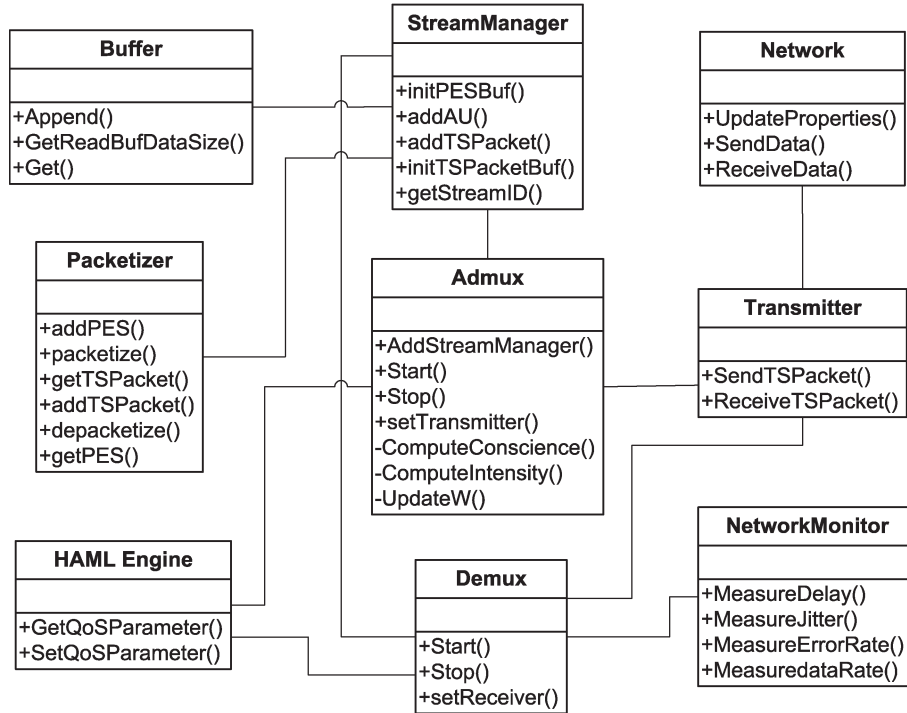 Buffer
+Append()
+GetReadBufDataSize()
+Get()
StreamManager
+initPESBuf()
+addAU()
+addTSPacket()
+initTSPacketBuf()
+getStreamID()
Network
+UpdateProperties()
+SendData()
+ReceiveData()
Packetizer
+addPES()
+packetize()
+getTSPacket()
+addTSPacket()
+depacketize()
+getPES()
Admux
+AddStreamManager()
+Start()
+Stop()
+setTransmitter()
-ComputeConscience()
-ComputeIntensity()
-UpdateW()
Transmitter
+SendTSPacket()
+ReceiveTSPacket()
HAML Engine
+GetQoSParameter()
+SetQoSParameter()
Demux
+Start()
+Stop()
+setReceiver()
NetworkMonitor
+MeasureDelay()
+MeasureJitter()
+MeasureErrorRate()
+MeasuredataRate()